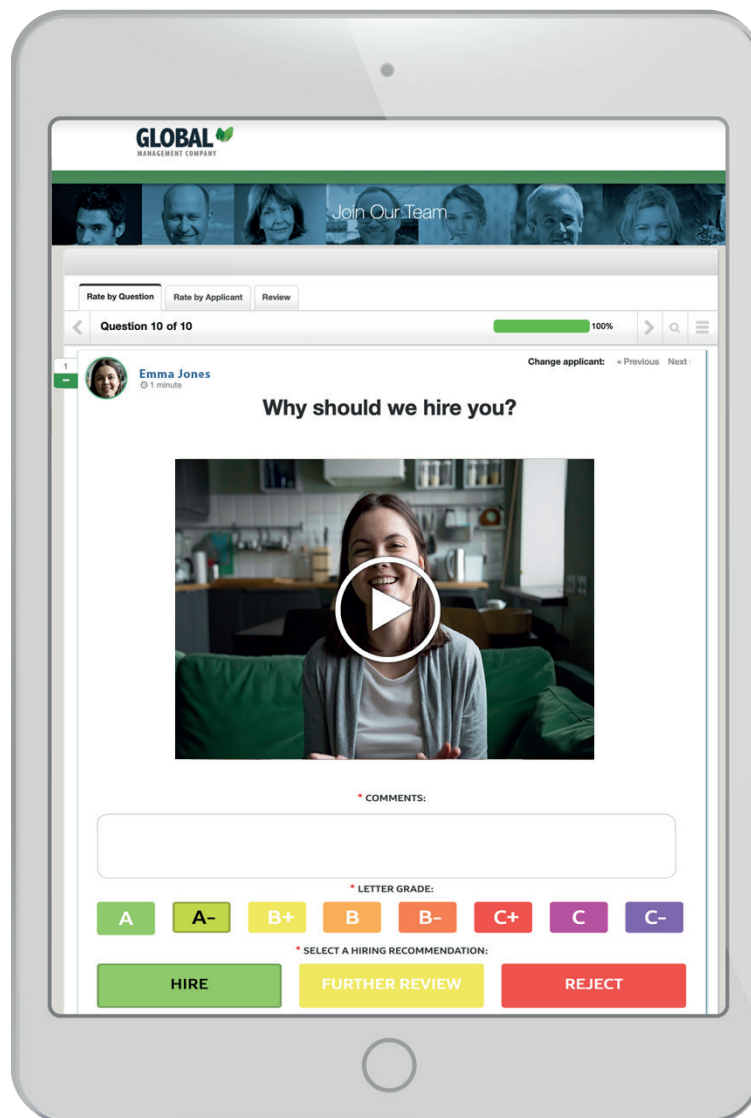 GLOBAL
MANAGEMENT COMPANY
Join Our Team
Rate by Question Rate by Applicant Review
Question 10 of 10 100%
1
Change applicant: « Previous Next
Emma Jones
1 minute
Why should we hire you?
* COMMENTS:
* LETTER GRADE:
A A- B+ B B- C+ C C-
* SELECT A HIRING RECOMMENDATION:
HIRE FURTHER REVIEW REJECT